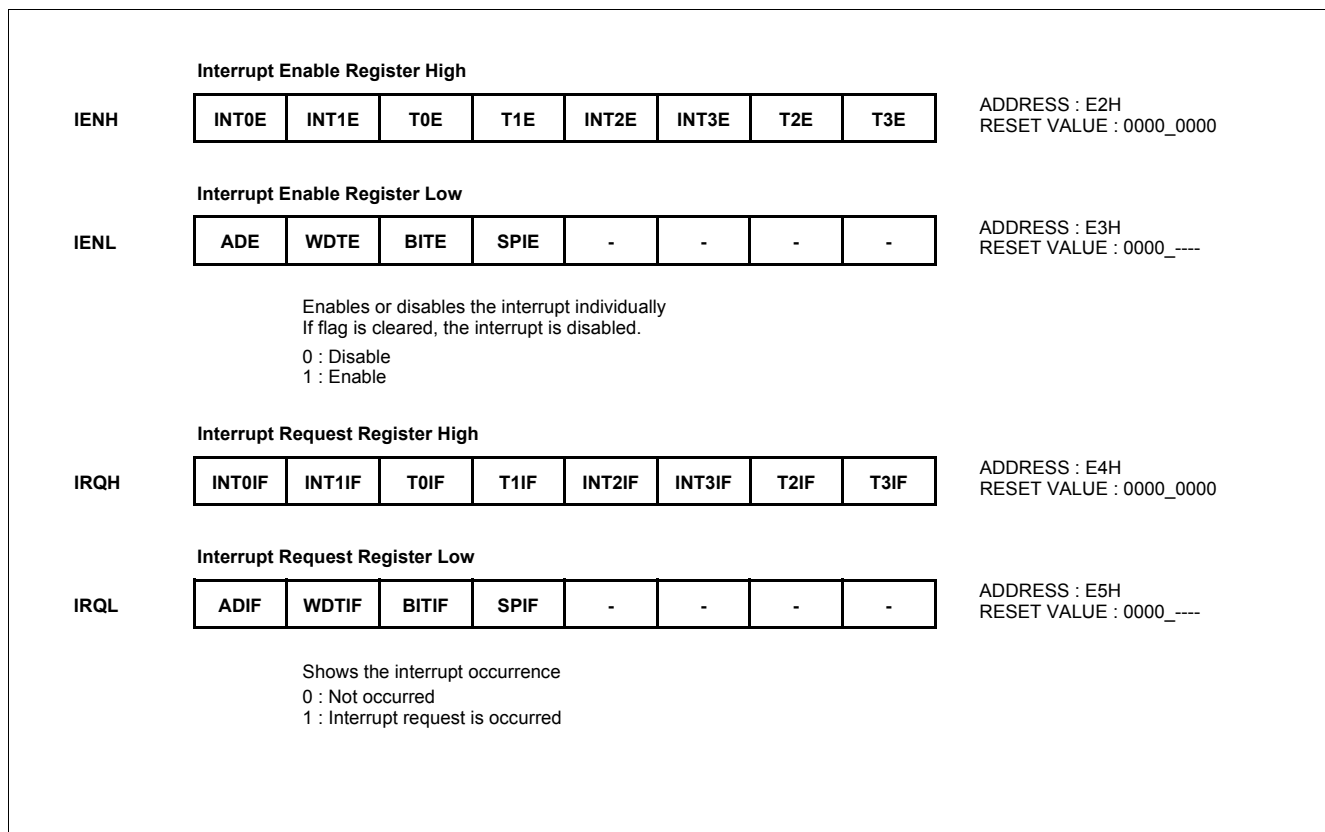 Interrupt Enable Register High
IENH INT0E INT1E T0E T1E INT2E INT3E T2E T3E ADDRESS : E2H
RESET VALUE : 0000_0000
Interrupt Enable Register Low
IENL ADE WDTE BITE SPIE - - - - ADDRESS : E3H
RESET VALUE : 0000_----
Enables or disables the interrupt individually
If flag is cleared, the interrupt is disabled.
0 : Disable
1 : Enable
Interrupt Request Register High
IRQH INT0IF INT1IF T0IF T1IF INT2IF INT3IF T2IF T3IF ADDRESS : E4H
RESET VALUE : 0000_0000
Interrupt Request Register Low
IRQL ADIF WDTIF BITIF SPIF - - - - ADDRESS : E5H
RESET VALUE : 0000_----
Shows the interrupt occurrence
0 : Not occurred
1 : Interrupt request is occurred